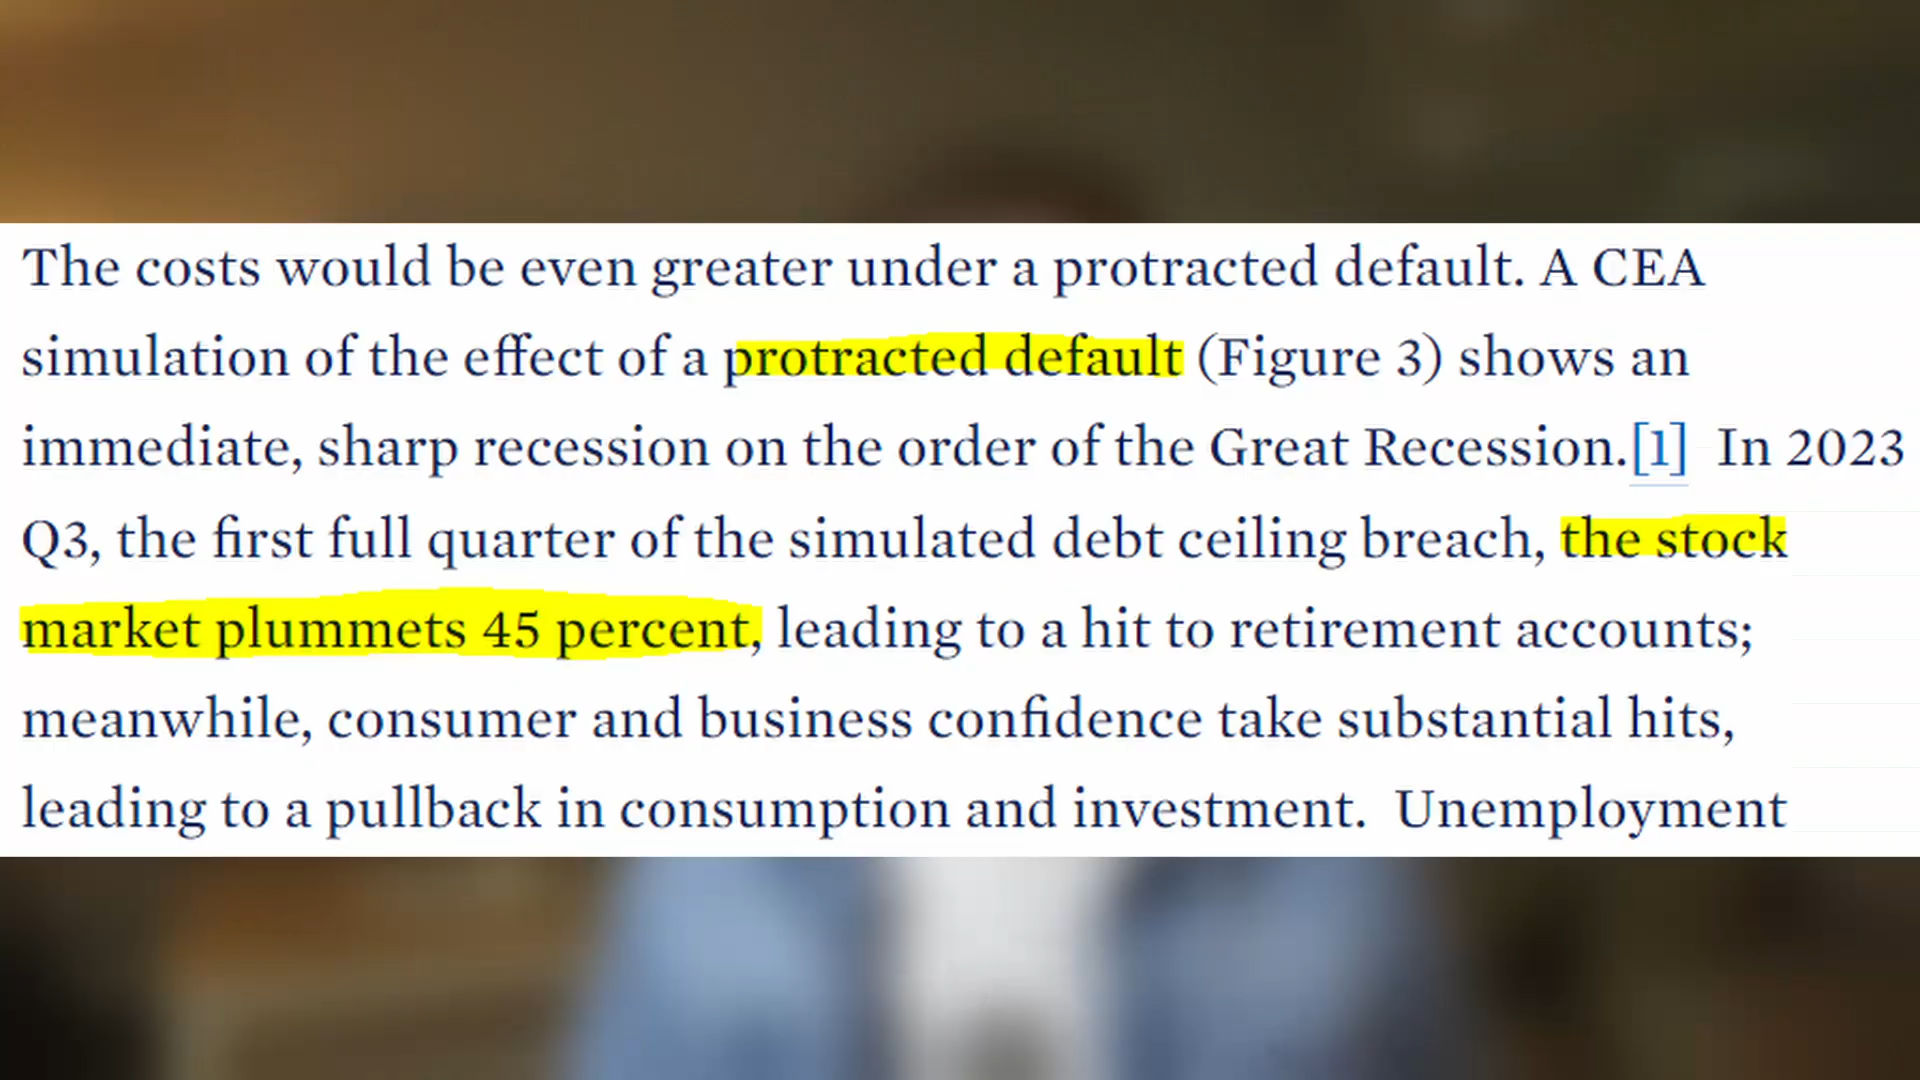 The costs would be even greater under a protracted default. A CEA
simulation of the effect of a protracted default (Figure 3) shows an
immediate, sharp recession on the order of the Great Recession.[1] In 2023
Q3, the first full quarter of the simulated debt ceiling breach, the stock
market plummets 45 percent, leading to a hit to retirement accounts;
meanwhile, consumer and business confidence take substantial hits,
leading to a pullback in consumption and investment. Unemployment